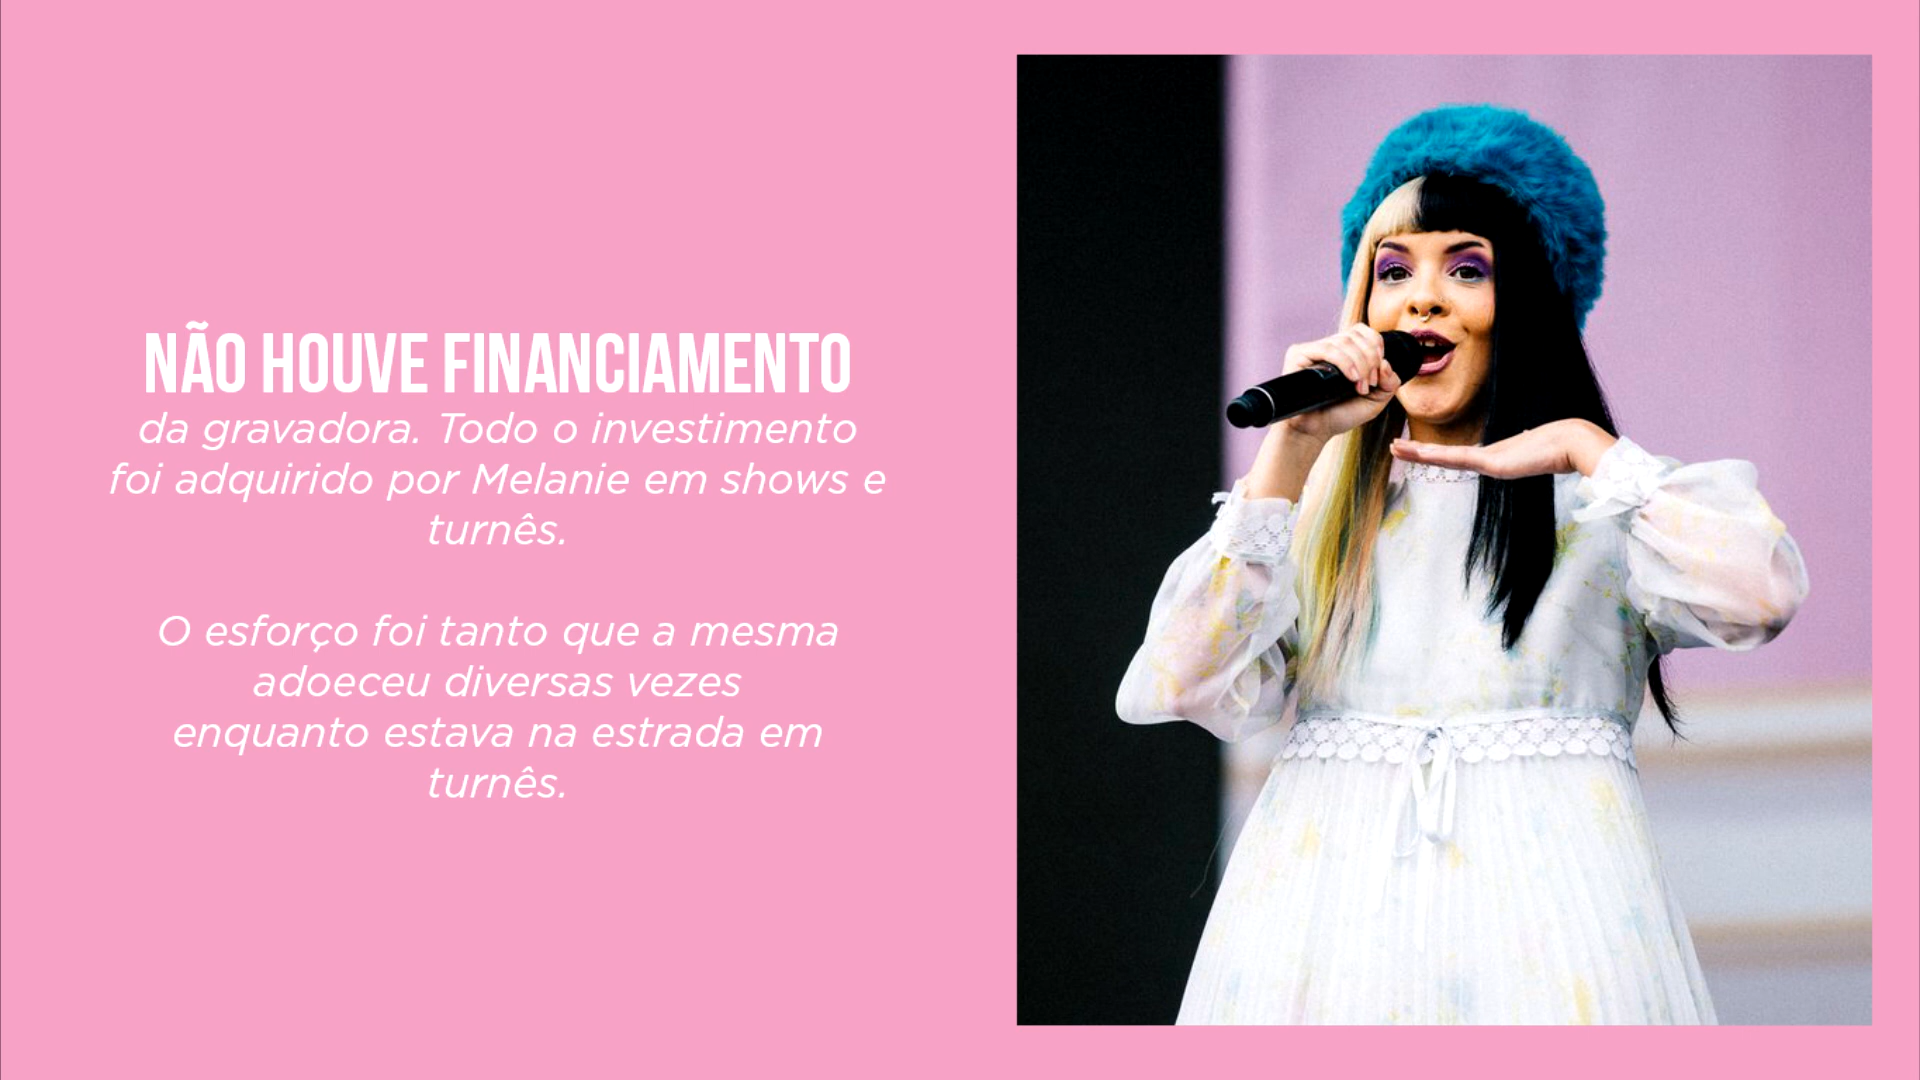 NÃO HOUVE FINANCIAMENTO
da gravadora. Todo o investimento
foi adquirido por Melanie em shows e
turnês.
O esforço foi tanto que a mesma
adoeceu diversas vezes
enquanto estava na estrada em
turnês.